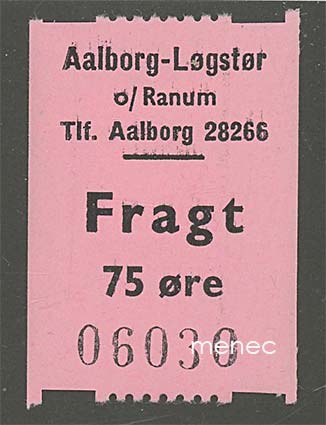 Aalborg-Løgstør
o/ Ranum
Tlf. Aalborg 28266
Fragt
75 øre
06030
menec